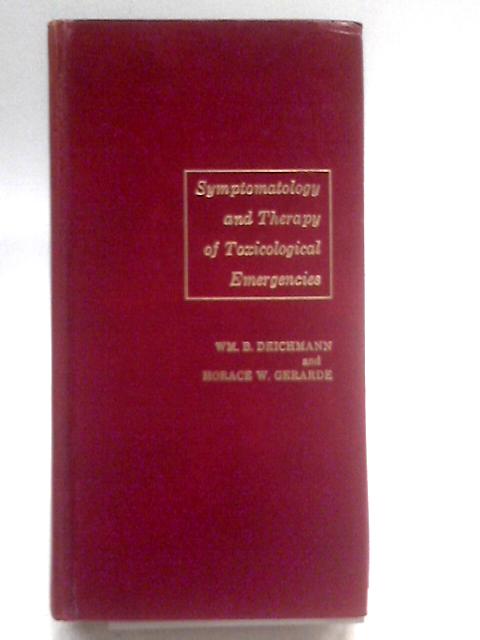 Symptomatology
and Therapy
of Toxicological
Emergencies
WM. B. DEICHMANN
and
HORACE W. GERARDE